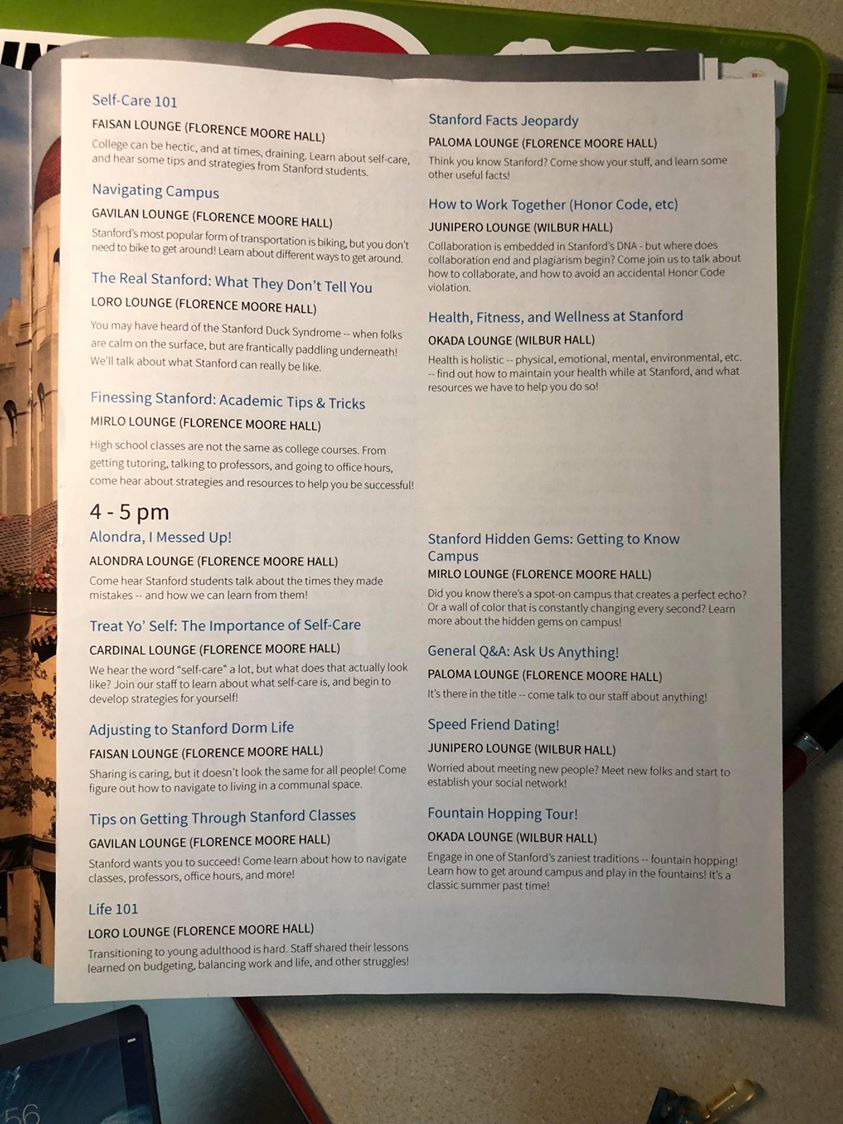 Self-Care 101
FAISAN LOUNGE (FLORENCE MOORE HALL)
College can be hectic, and at times, draining. Learn about self-care,
and hear some tips and strategies from Stanford students.
Navigating Campus
GAVILAN LOUNGE (FLORENCE MOORE HALL)
Stanford's most popular form of transportation is biking, but you don't
need to bike to get around! Learn about different ways to get around.
The Real Stanford: What They Don't Tell You
LORO LOUNGE (FLORENCE MOORE HALL)
You may have heard of the Stanford Duck Syndrome -- when folks
are calm on the surface, but are frantically paddling underneath!
We'll talk about what Stanford can really be like.
Finessing Stanford: Academic Tips & Tricks
MIRLO LOUNGE (FLORENCE MOORE HALL)
High school classes are not the same as college courses. From
getting tutoring, talking to professors, and going to office hours,
come hear about strategies and resources to help you be successful!
Stanford Facts Jeopardy
PALOMA LOUNGE (FLORENCE MOORE HALL)
Think you know Stanford? Come show your stuff, and learn some
other useful facts!
How to Work Together (Honor Code, etc)
JUNIPERO LOUNGE (WILBUR HALL)
Collaboration is embedded in Stanford's DNA - but where does
collaboration end and plagiarism begin? Come join us to talk about
how to collaborate, and how to avoid an accidental Honor Code
violation.
Health, Fitness, and Wellness at Stanford
OKADA LOUNGE (WILBUR HALL)
Health is holistic -- physical, emotional, mental, environmental, etc.
-- find out how to maintain your health while at Stanford, and what
resources we have to help you do so!
4 - 5 pm
Alondra, I Messed Up!
ALONDRA LOUNGE (FLORENCE MOORE HALL)
Come hear Stanford students talk about the times they made
mistakes -- and how we can learn from them!
Treat Yo' Self: The Importance of Self-Care
CARDINAL LOUNGE (FLORENCE MOORE HALL)
We hear the word "self-care" a lot, but what does that actually look
like? Join our staff to learn about what self-care is, and begin to
develop strategies for yourself!
Adjusting to Stanford Dorm Life
FAISAN LOUNGE (FLORENCE MOORE HALL)
Sharing is caring, but it doesn't look the same for all people! Come
figure out how to navigate to living in a communal space.
Tips on Getting Through Stanford Classes
GAVILAN LOUNGE (FLORENCE MOORE HALL)
Stanford wants you to succeed! Come learn about how to navigate
classes, professors, office hours, and more!
Life 101
LORO LOUNGE (FLORENCE MOORE HALL)
Transitioning to young adulthood is hard. Staff shared their lessons
learned on budgeting, balancing work and life, and other struggles!
Stanford Hidden Gems: Getting to Know
Campus
MIRLO LOUNGE (FLORENCE MOORE HALL)
Did you know there's a spot-on campus that creates a perfect echo?
Or a wall of color that is constantly changing every second? Learn
more about the hidden gems on campus!
General Q&A: Ask Us Anything!
PALOMA LOUNGE (FLORENCE MOORE HALL)
It's there in the title -- come talk to our staff about anything!
Speed Friend Dating!
JUNIPERO LOUNGE (WILBUR HALL)
Worried about meeting new people? Meet new folks and start to
establish your social network!
Fountain Hopping Tour!
OKADA LOUNGE (WILBUR HALL)
Engage in one of Stanford's zaniest traditions -- fountain hopping!
Learn how to get around campus and play in the fountains! It's a
classic summer past time!
56